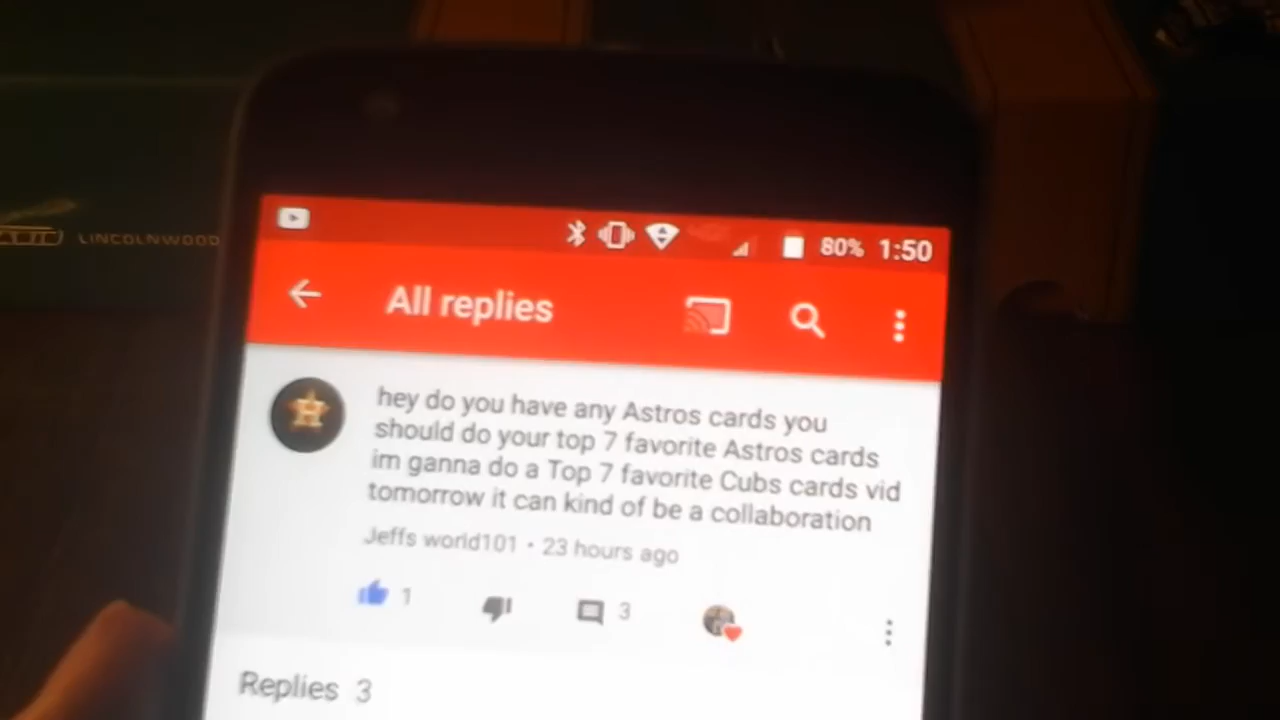 LINCOLNWOOD
80% 1:50
All replies
H
hey do you have any Astros cards you
should do your top 7 favorite Astros cards
im ganna do a Top 7 favorite Cubs cards vid
tomorrow it can kind of be a collaboration
Jeffs world101 • 23 hours ago
1
3
Replies 3